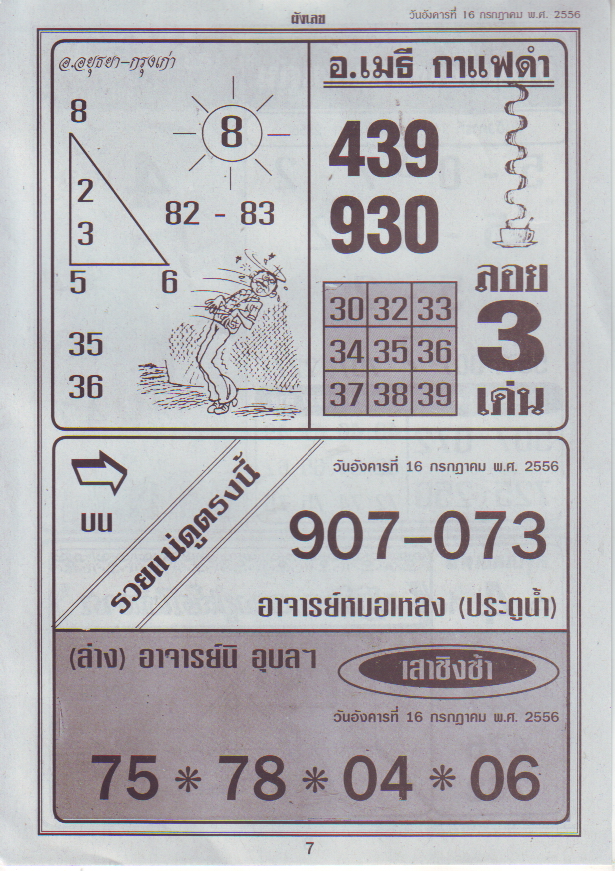 ผังเลข
วันอังคารที่ 16 กรกฎาคม พ.ศ. 2556
อ.อยุธยา-กรุงเก่า
8
8
2
3
5 6
82 - 83
35
36
อ.เมธี กาแฟดำ
439
930
30 32 33
34 35 36
37 38 39
ลอย
3
เด่น
บน
รวยแน่ดูตรงนี้
วันอังคารที่ 16 กรกฎาคม พ.ศ. 2556
907-073
อาจารย์หมอเหลง (ประตูน้ำ)
(ล่าง) อาจารย์นิ อุบลฯ
เสาชิงช้า
วันอังคารที่ 16 กรกฎาคม พ.ศ. 2556
75 * 78 * 04 * 06
7